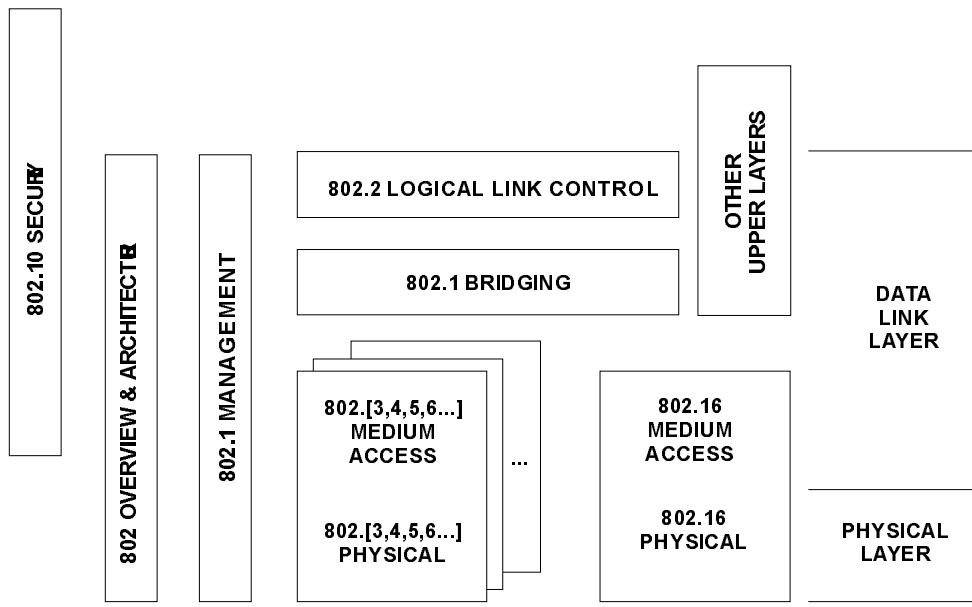 802.10 SECURITY
802 OVERVIEW & ARCHITECTURE
802.1 MANAGEMENT
802.2 LOGICAL LINK CONTROL
802.1 BRIDGING
OTHER
UPPER LAYERS
802.[3,4,5,6...]
MEDIUM
ACCESS
...
802.[3,4,5,6...]
PHYSICAL
802.16
MEDIUM
ACCESS
802.16
PHYSICAL
DATA
LINK
LAYER
PHYSICAL
LAYER